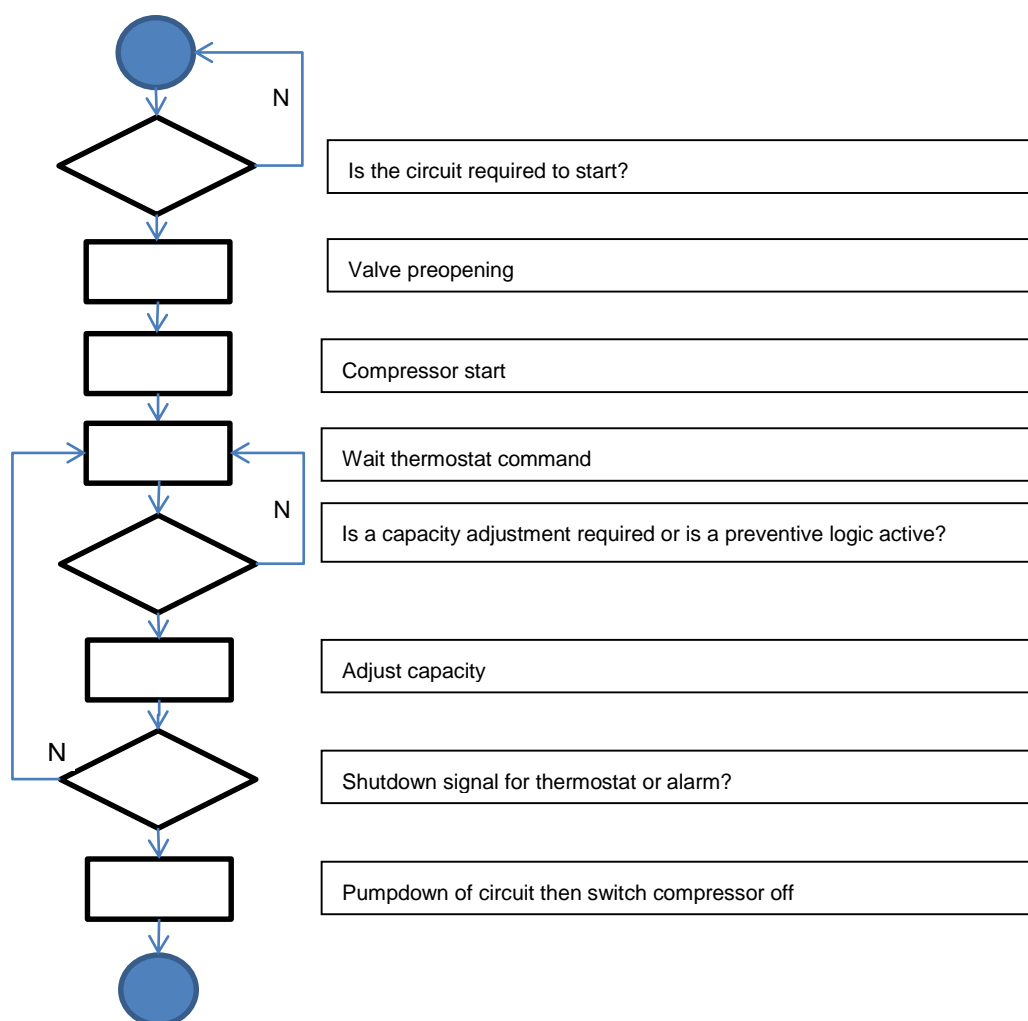 N
Is the circuit required to start?
Valve preopening
Compressor start
Wait thermostat command
N
Is a capacity adjustment required or is a preventive logic active?
Adjust capacity
N
Shutdown signal for thermostat or alarm?
Pumpdown of circuit then switch compressor off